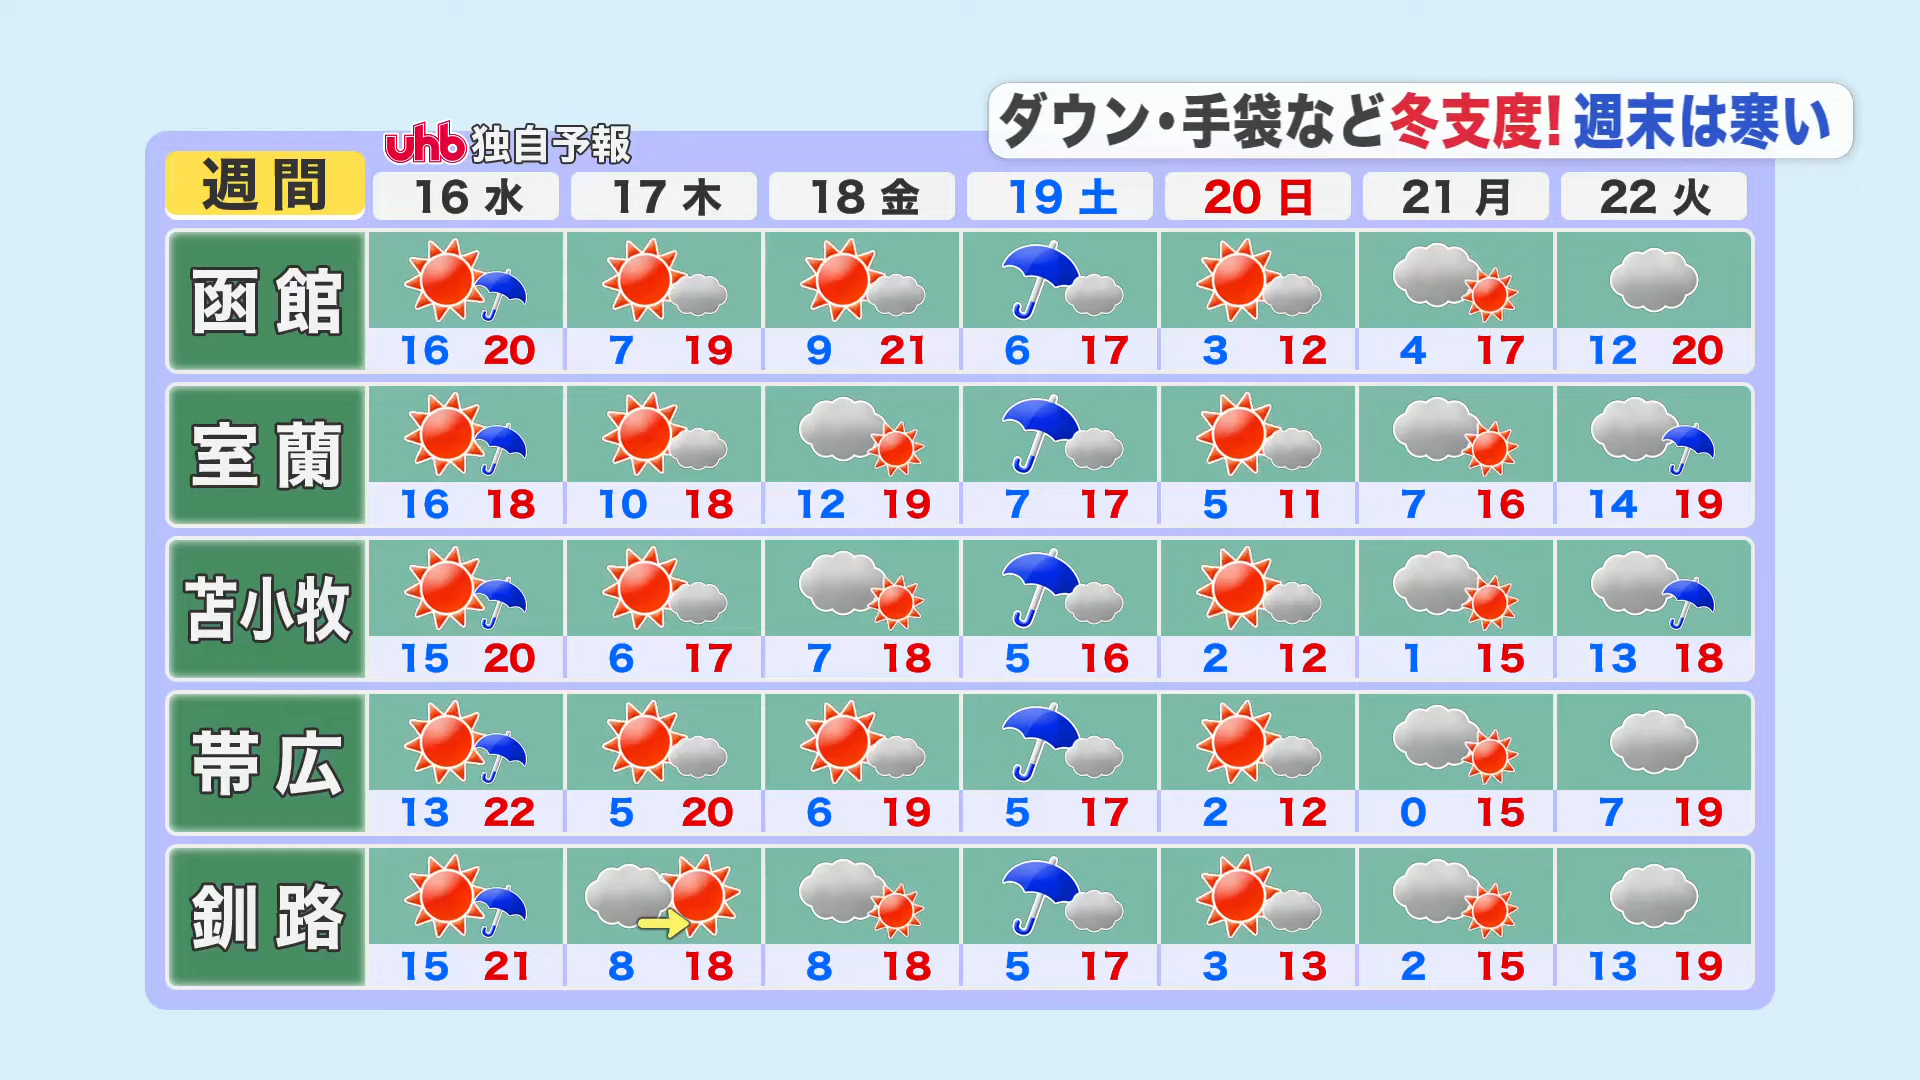 ダウン・手袋など冬支度!週末は寒い
uhb独自予報
週間 16 水 17 木 18 金 19 土 20 日 21 月 22 火
函館 16 20 7 19 9 21 6 17 3 12 4 17 12 20
室蘭 16 18 10 18 12 19 7 17 5 11 7 16 14 19
苫小牧 15 20 6 17 7 18 5 16 2 12 1 15 13 18
帯広 13 22 5 20 6 19 5 17 2 12 0 15 7 19
釧路 15 21 8 18 8 18 5 17 3 13 2 15 13 19